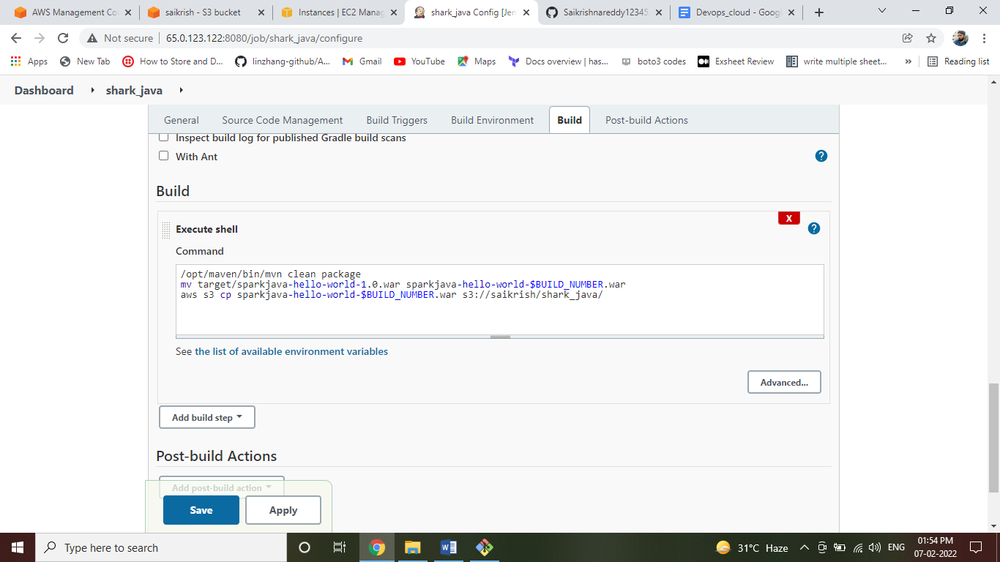 AWS Management Co
saikrish - S3 bucket
Instances | EC2 Manag
shark_java Config [Jen
Saikrishnareddy12345
Devops_cloud - Goog
Not secure
65.0.123.122:8080/job/shark_java/configure
Apps
New Tab
How to Store and D...
linzhang-github/A...
Gmail
YouTube
Maps
Docs overview | has...
boto3 codes
Exsheet Review
write multiple sheet...
»
Reading list
Dashboard
shark_java
General
Source Code Management
Build Triggers
Build Environment
Build
Post-build Actions
Inspect build log for published Gradle build scans
With Ant
?
Build
X
Execute shell
?
Command
/opt/maven/bin/mvn clean package
mv target/sparkjava-hello-world-1.0.war sparkjava-hello-world-$BUILD_NUMBER.war
aws s3 cp sparkjava-hello-world-$BUILD_NUMBER.war s3://saikrish/shark_java/
See the list of available environment variables
Advanced...
Add build step
Post-build Actions
Add post-build action
Save
Apply
Type here to search
31°C Haze
ENG
01:54 PM
07-02-2022